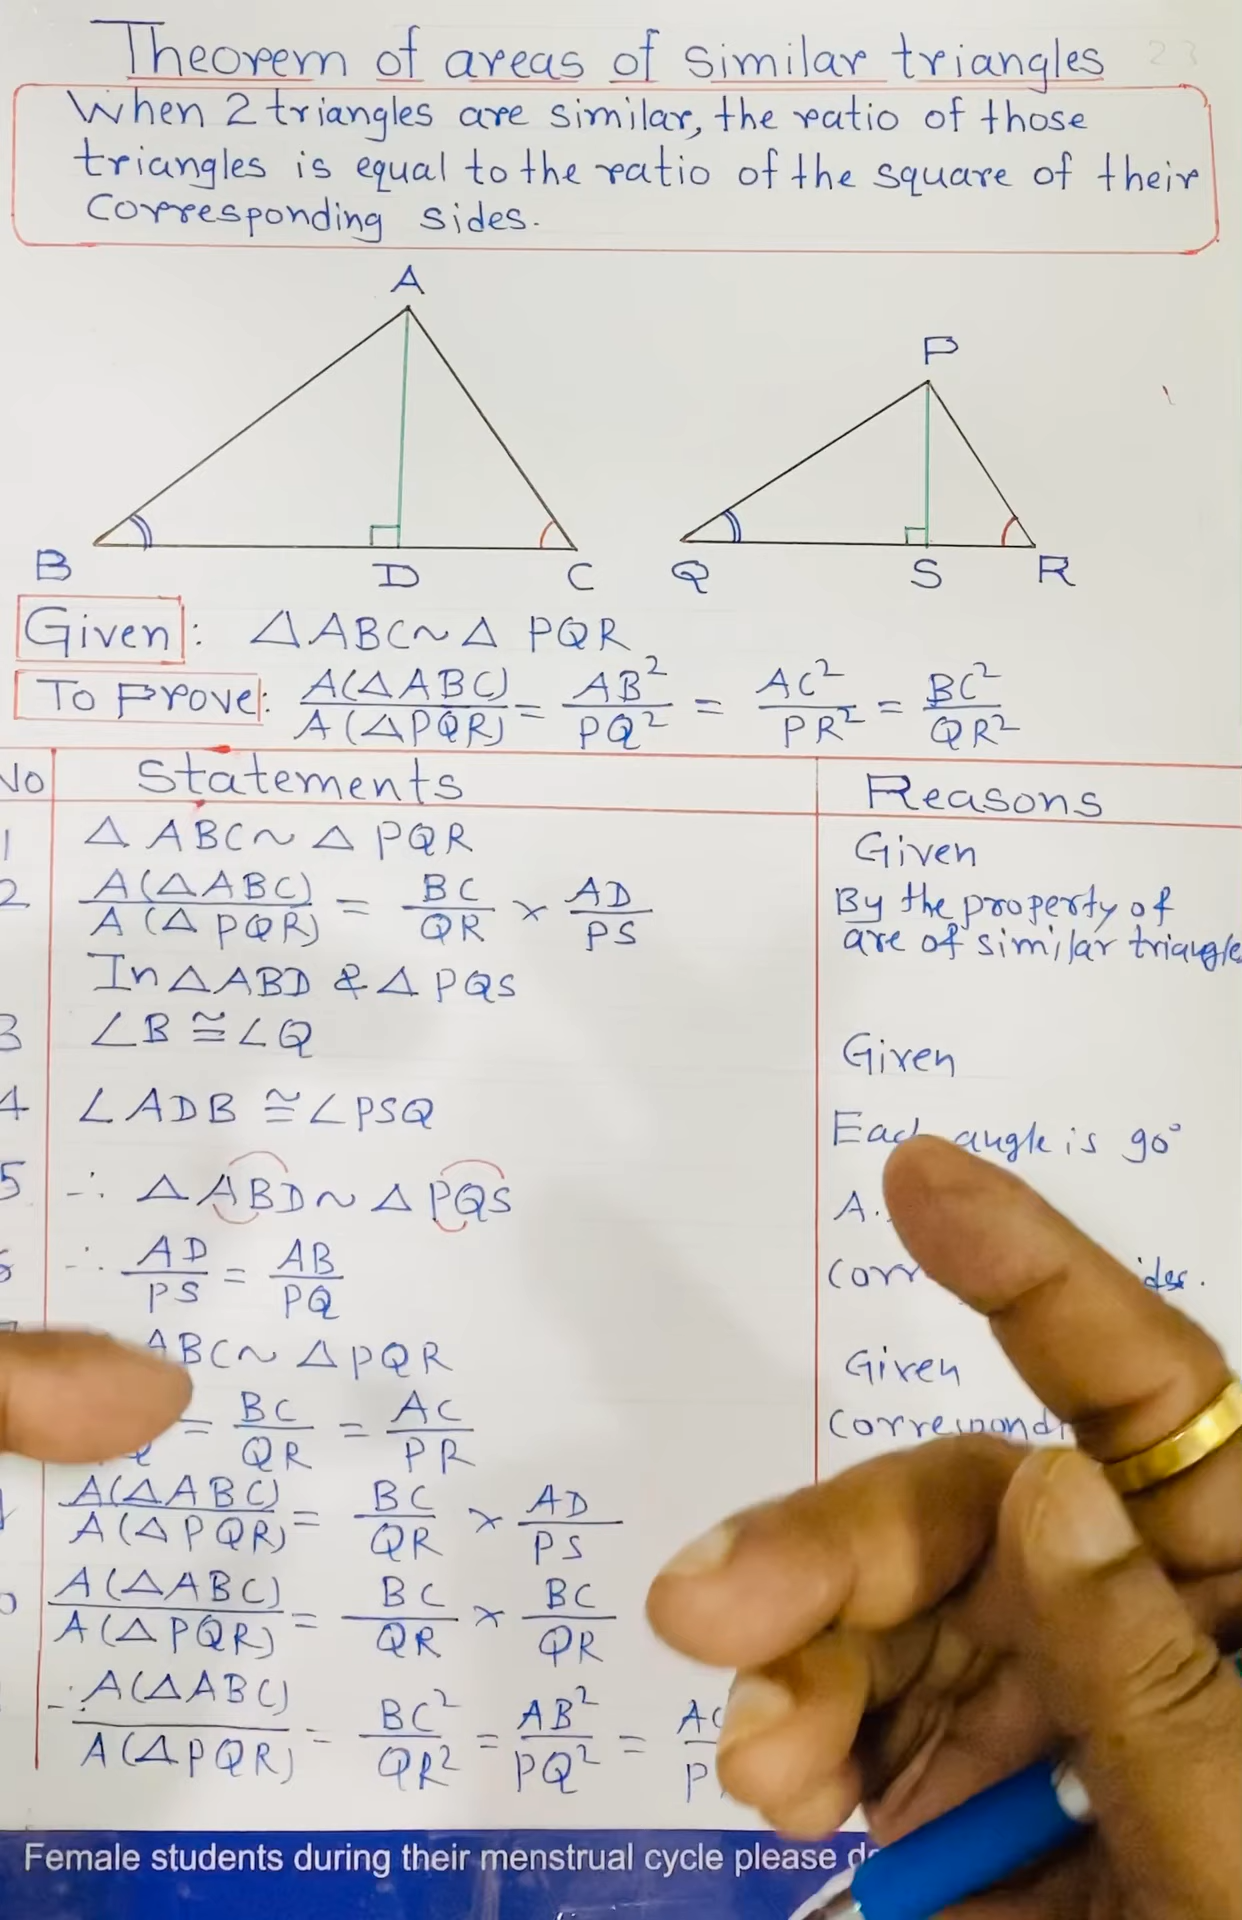 Theorem of areas of similar triangles
23
When 2 triangles are similar, the ratio of those
triangles is equal to the ratio of the square of their
Corresponding sides.
A
P
B
D
C
Q
S
R
Given: △ABC ~ △ PQR
To Prove: A(△ABC)/A(△PQR) = AB²/PQ² = AC²/PR² = BC²/QR²
No Statements Reasons
1 △ ABC ~ △ PQR Given
2 A(△ABC)/A(△PQR) = BC/QR × AD/PS By the property of
are of similar triangle
In △ABD & △PQS
3 ∠B ≅ ∠Q Given
4 ∠ADB ≅ ∠PSQ Each angle is 90°
5 ∴ △ABD ~ △PQS A.
∴ AD/PS = AB/PQ
ABC ~ △PQR Given
= BC/QR = AC/PR
A(△ABC)/A(△PQR) = BC/QR × AD/PS
A(△ABC)/A(△PQR) = BC/QR × BC/QR
∴ A(△ABC)/A(△PQR) = BC²/QR² = AB²/PQ² =
Female students during their menstrual cycle please